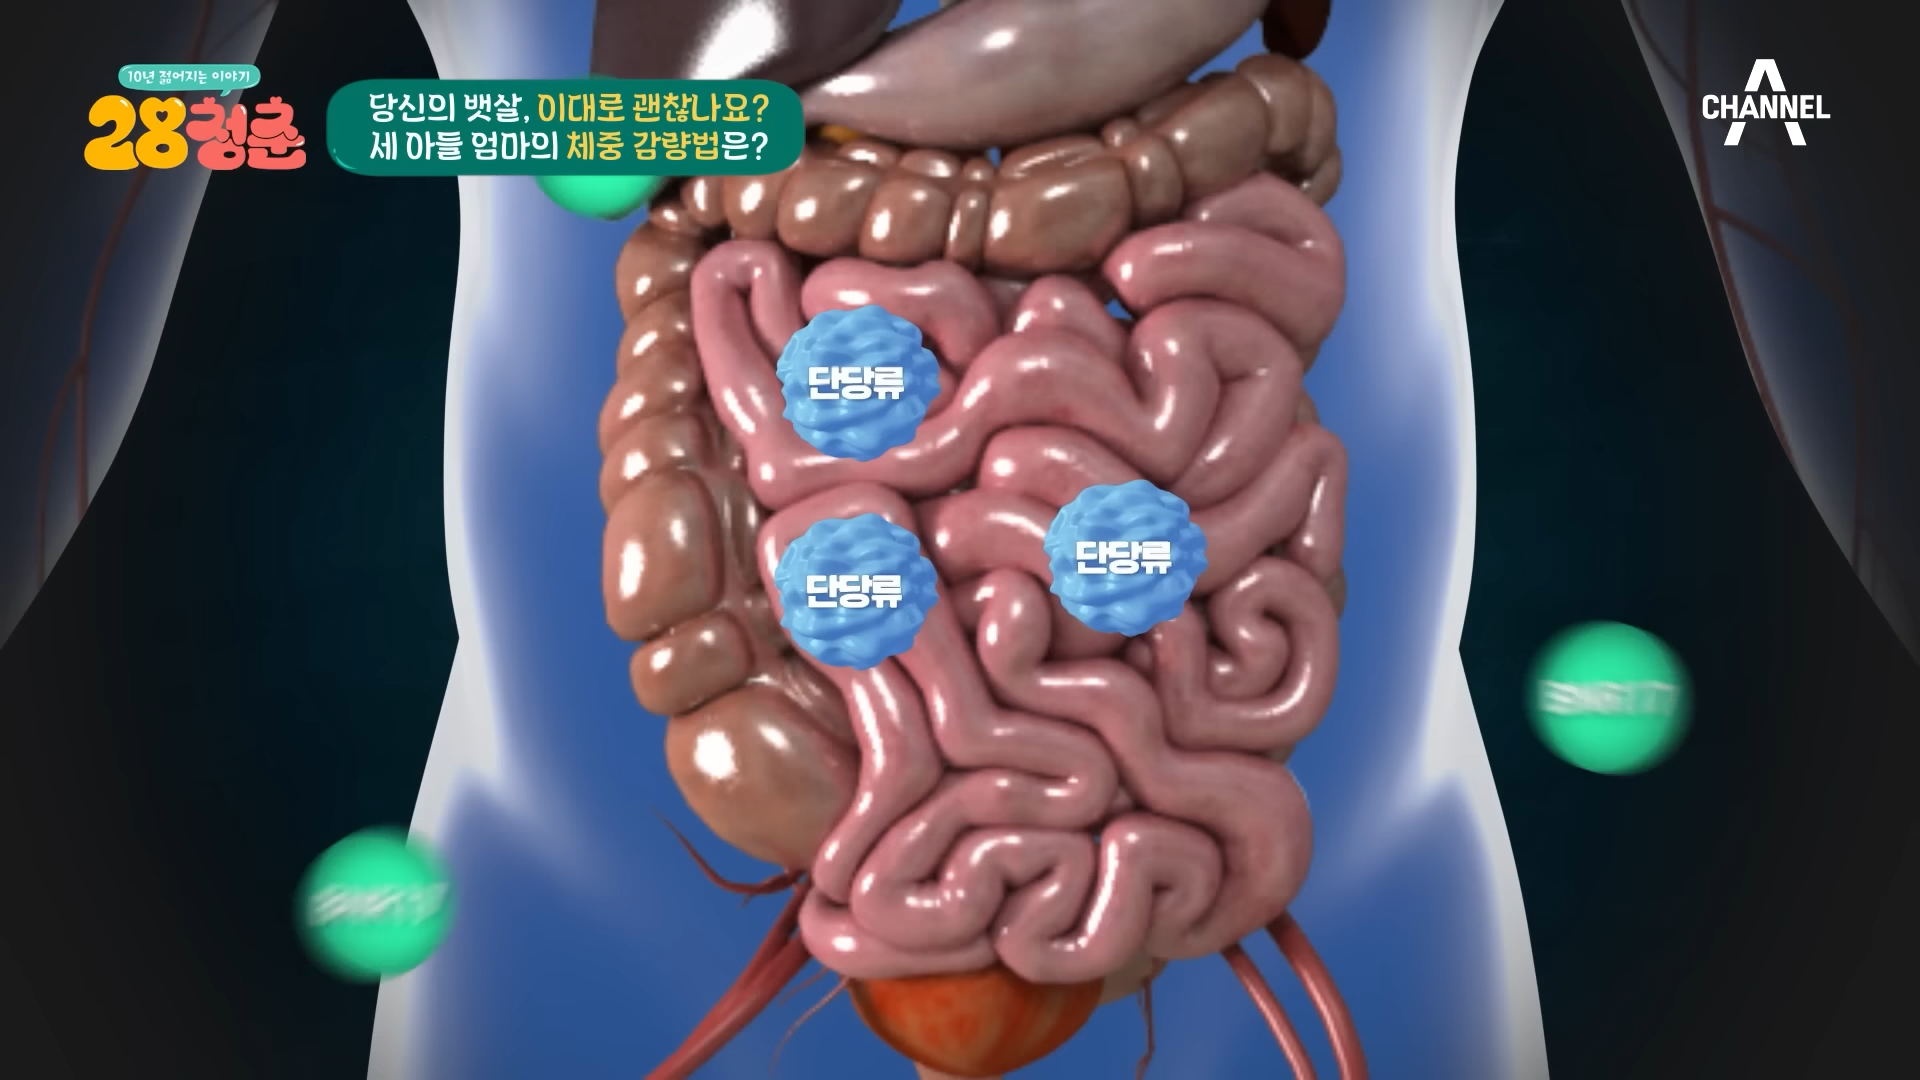 10년 젊어지는 이야기
28청춘
당신의 뱃살, 이대로 괜찮나요?
세 아들 엄마의 체중 감량법은?
CHANNEL A
단당류
단당류
단당류